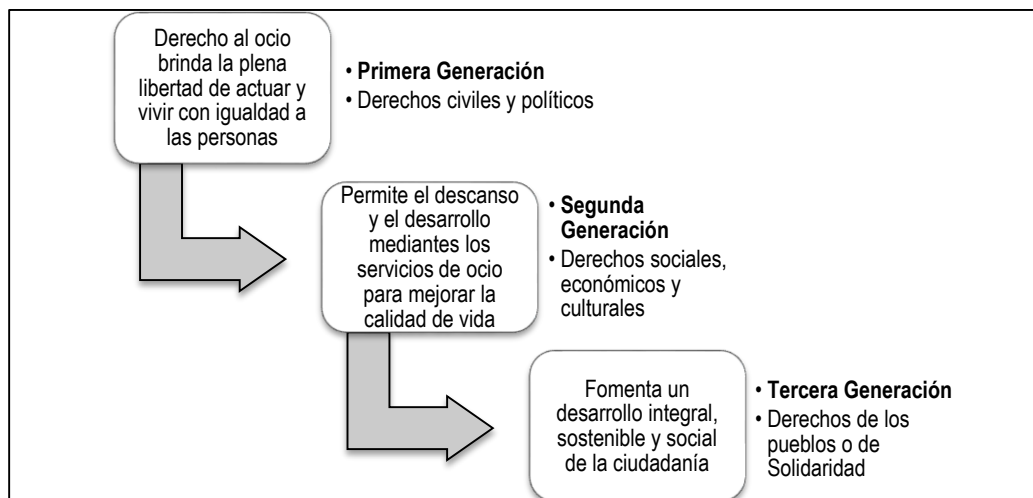 Derecho al ocio
brinda la plena
libertad de actuar y
vivir con igualdad a
las personas
• Primera Generación
• Derechos civiles y políticos
Permite el descanso
y el desarrollo
mediantes los
servicios de ocio
para mejorar la
calidad de vida
• Segunda
Generación
• Derechos sociales,
económicos y
culturales
Fomenta un
desarrollo integral,
sostenible y social
de la ciudadanía
• Tercera Generación
• Derechos de los
pueblos o de
Solidaridad